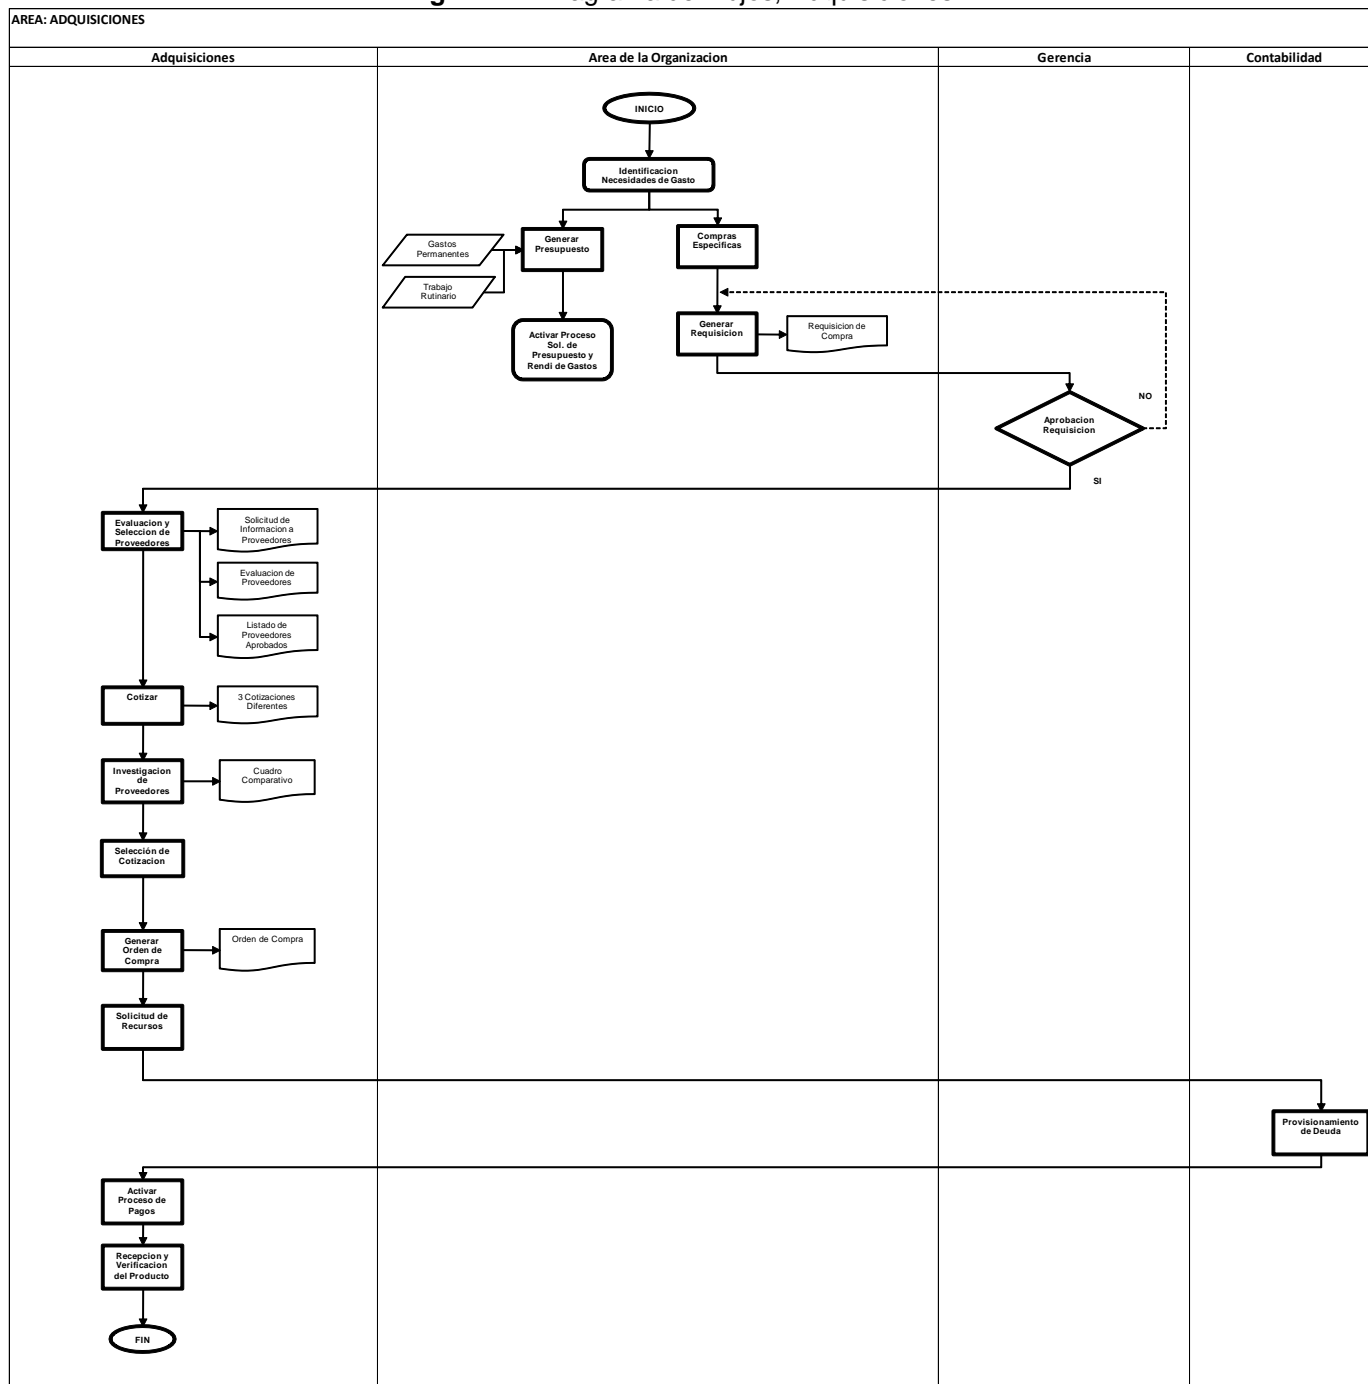 AREA: ADQUISICIONES
Adquisiciones
Area de la Organizacion
Gerencia
Contabilidad
INICIO
Identificacion
Necesidades de Gasto
Gastos
Permanentes
Generar
Presupuesto
Compras
Especificas
Trabajo
Rutinario
Activar Proceso
Sol. de
Presupuesto y
Rendi de Gastos
Generar
Requisicion
Requisicion de
Compra
NO
Aprobacion
Requisicion
SI
Evaluacion y
Seleccion de
Proveedores
Solicitud de
Informacion a
Proveedores
Evaluacion de
Proveedores
Listado de
Proveedores
Aprobados
Cotizar
3 Cotizaciones
Diferentes
Investigacion
de
Proveedores
Cuadro
Comparativo
Selección de
Cotizacion
Generar
Orden de
Compra
Orden de Compra
Solicitud de
Recursos
Provisionamiento
de Deuda
Activar
Proceso de
Pagos
Recepcion y
Verificacion
del Producto
FIN